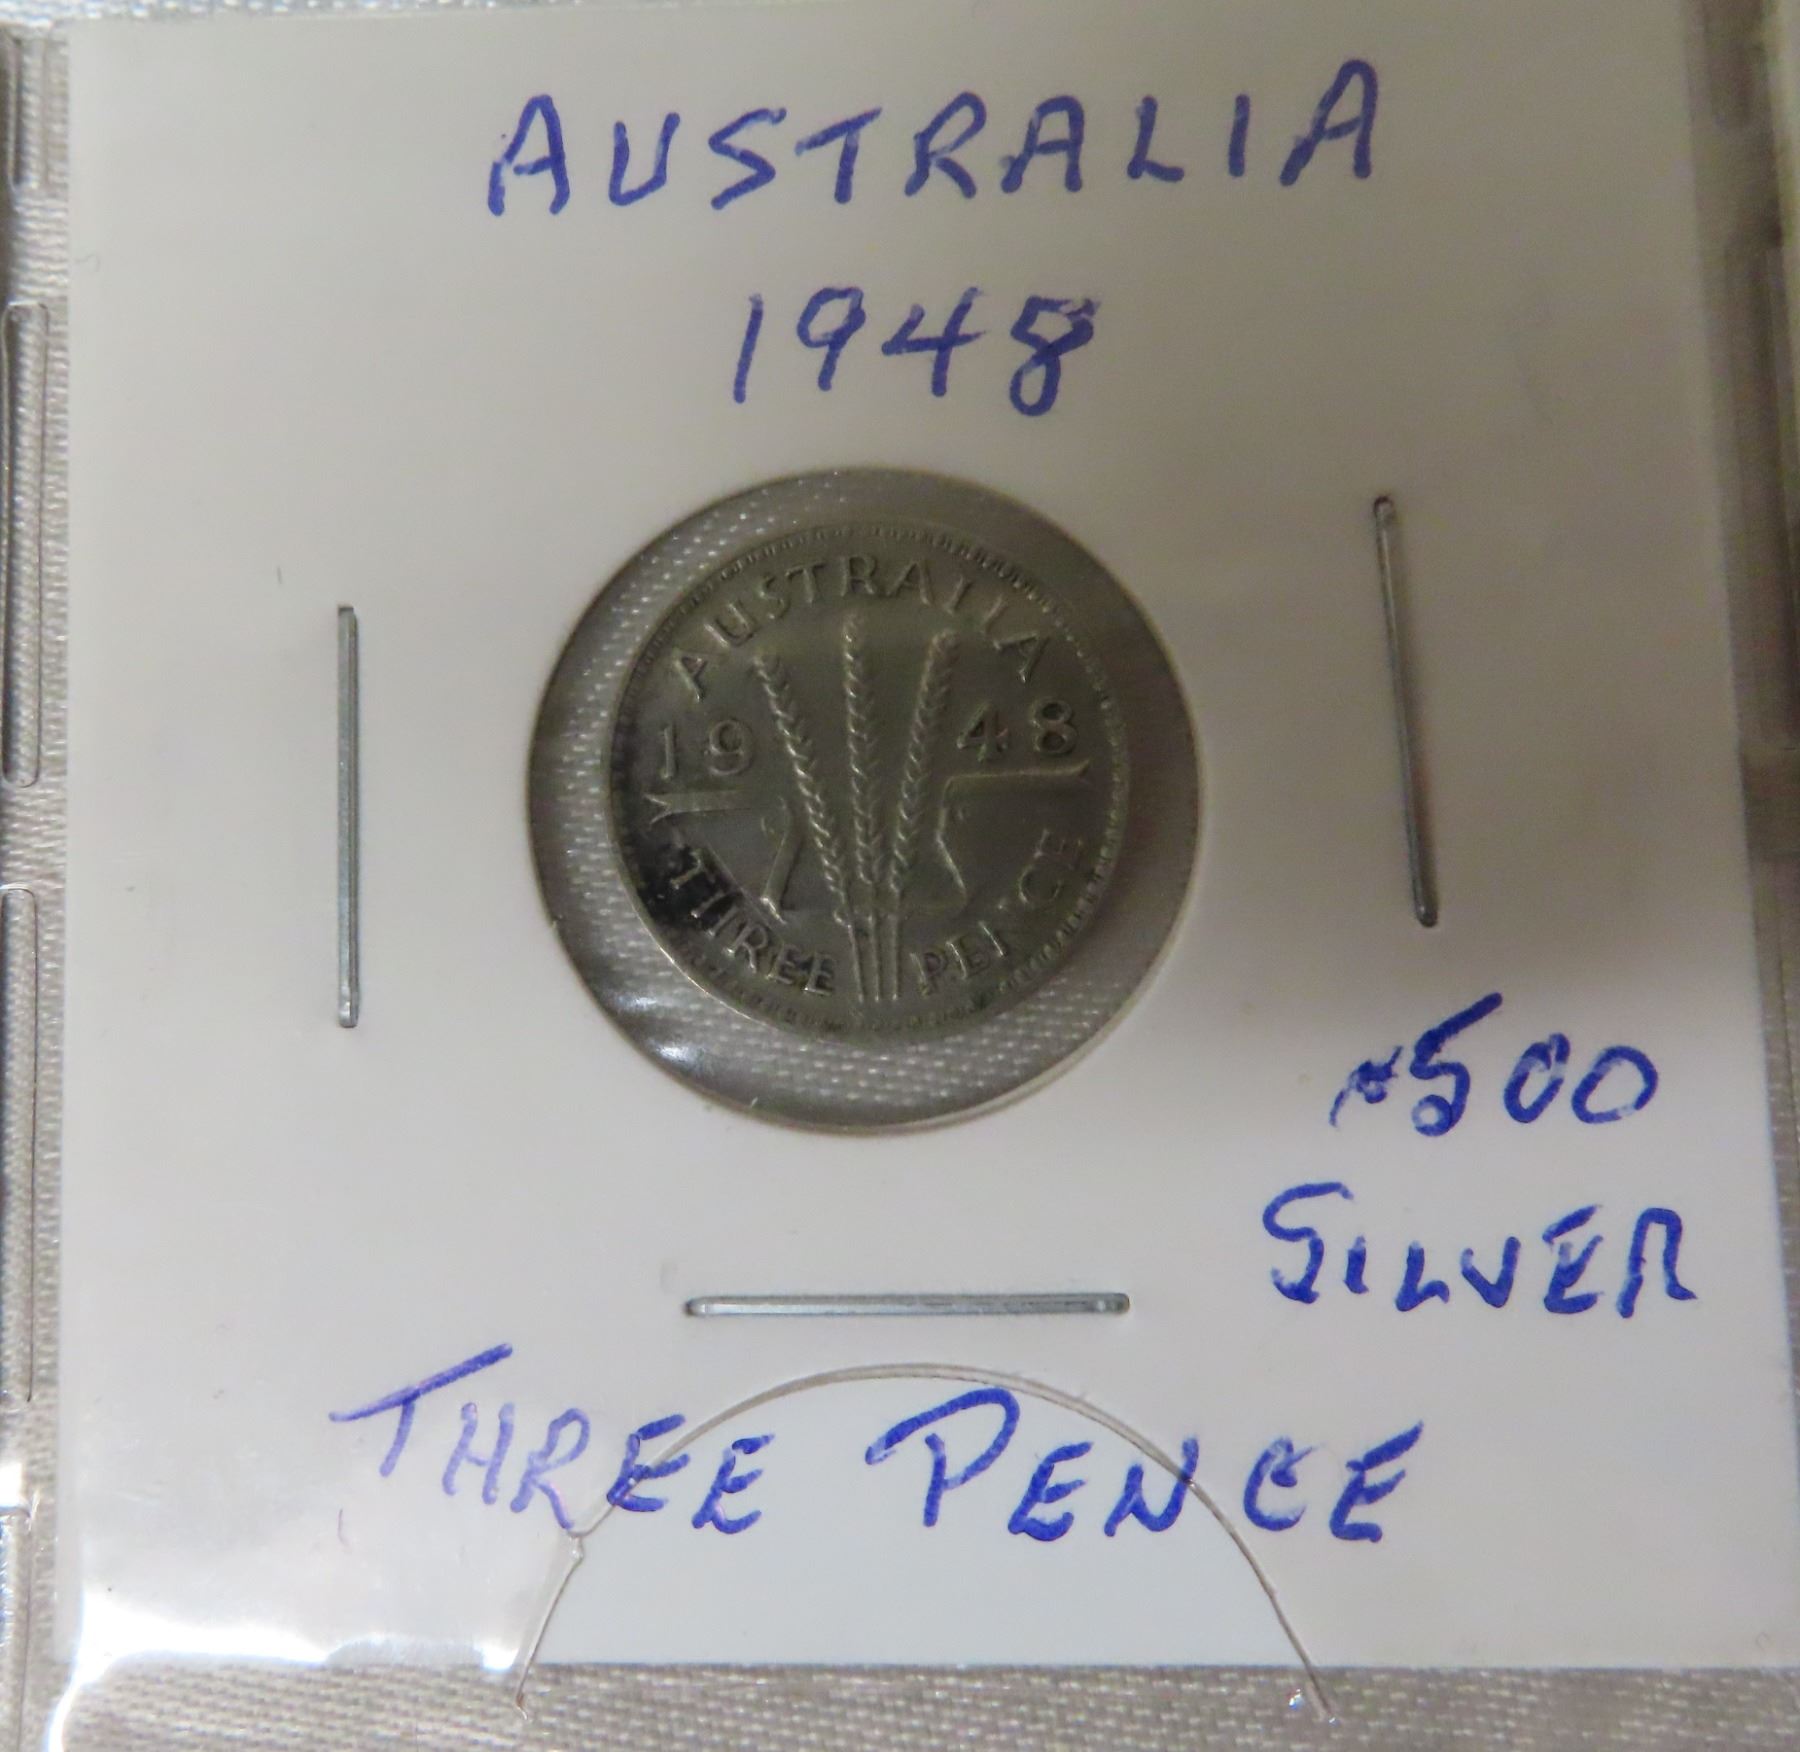 AUSTRALIA
1948
AUSTRALIA
19 48
THREE PENCE
.500
SILVER
THREE PENCE